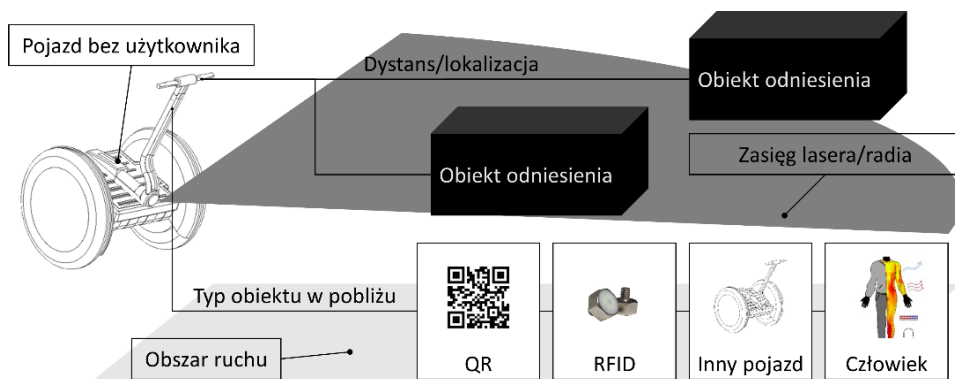 Pojazd bez użytkownika
Dystans/lokalizacja
Obiekt odniesienia
Obiekt odniesienia
Zasięg lasera/radia
Typ obiektu w pobliżu
Obszar ruchu
QR
RFID
Inny pojazd
Człowiek